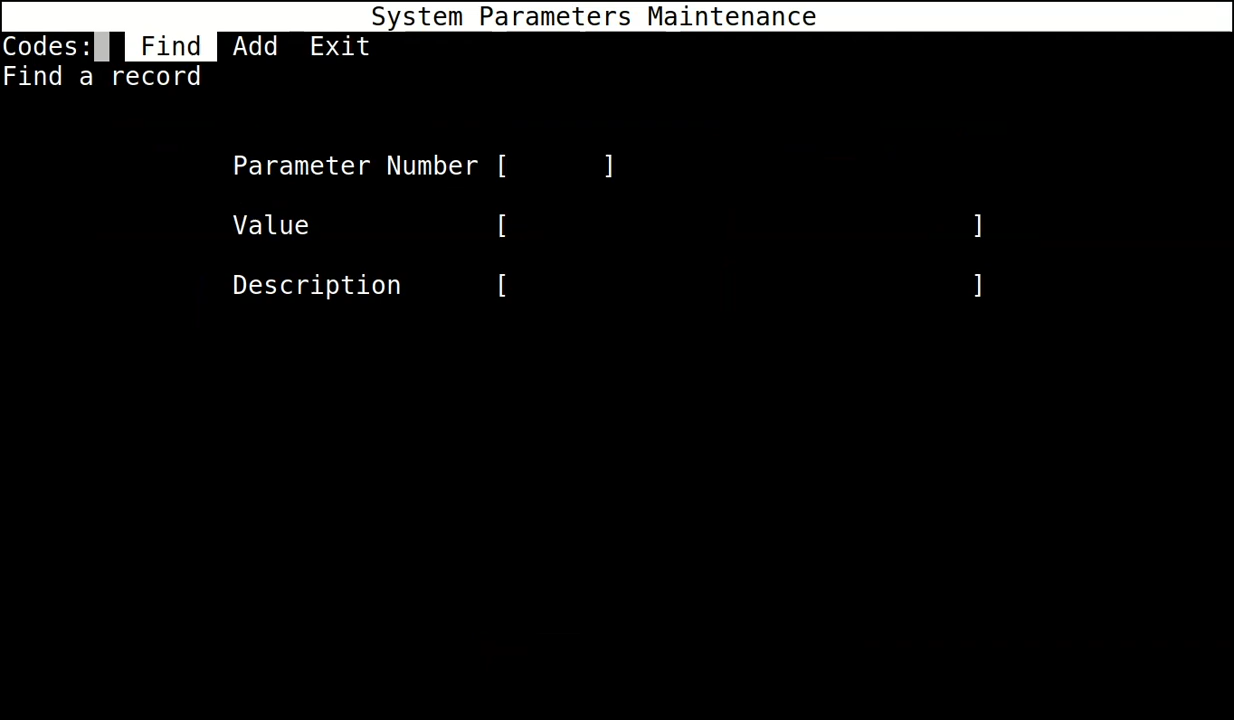 System Parameters Maintenance
Codes: Find Add Exit
Find a record
Parameter Number [ ]
Value [ ]
Description [ ]